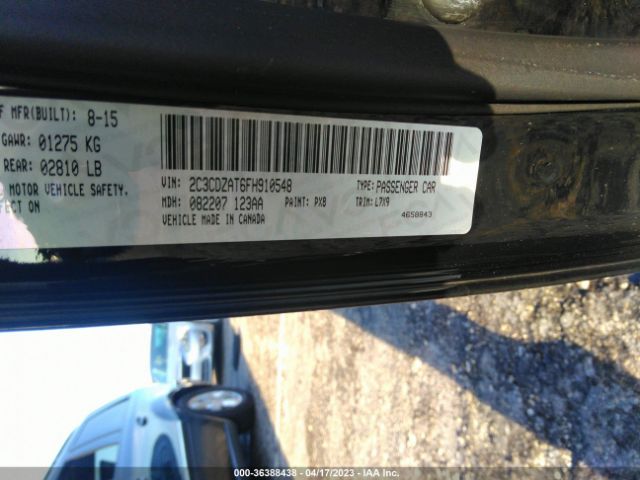 F MFR(BUILT): 8-15
GAWR: 01275 KG
REAR: 02810 LB
MOTOR VEHICLE SAFETY.
ECT ON
VIN: 2C3CDZAT6FH910548 TYPE: PASSENGER CAR
MDH: 082207 123AA PAINT: PX8 TRIM: L7X9
VEHICLE MADE IN CANADA 4658843
000-36388438 - 04/17/2023 - IAA Inc.